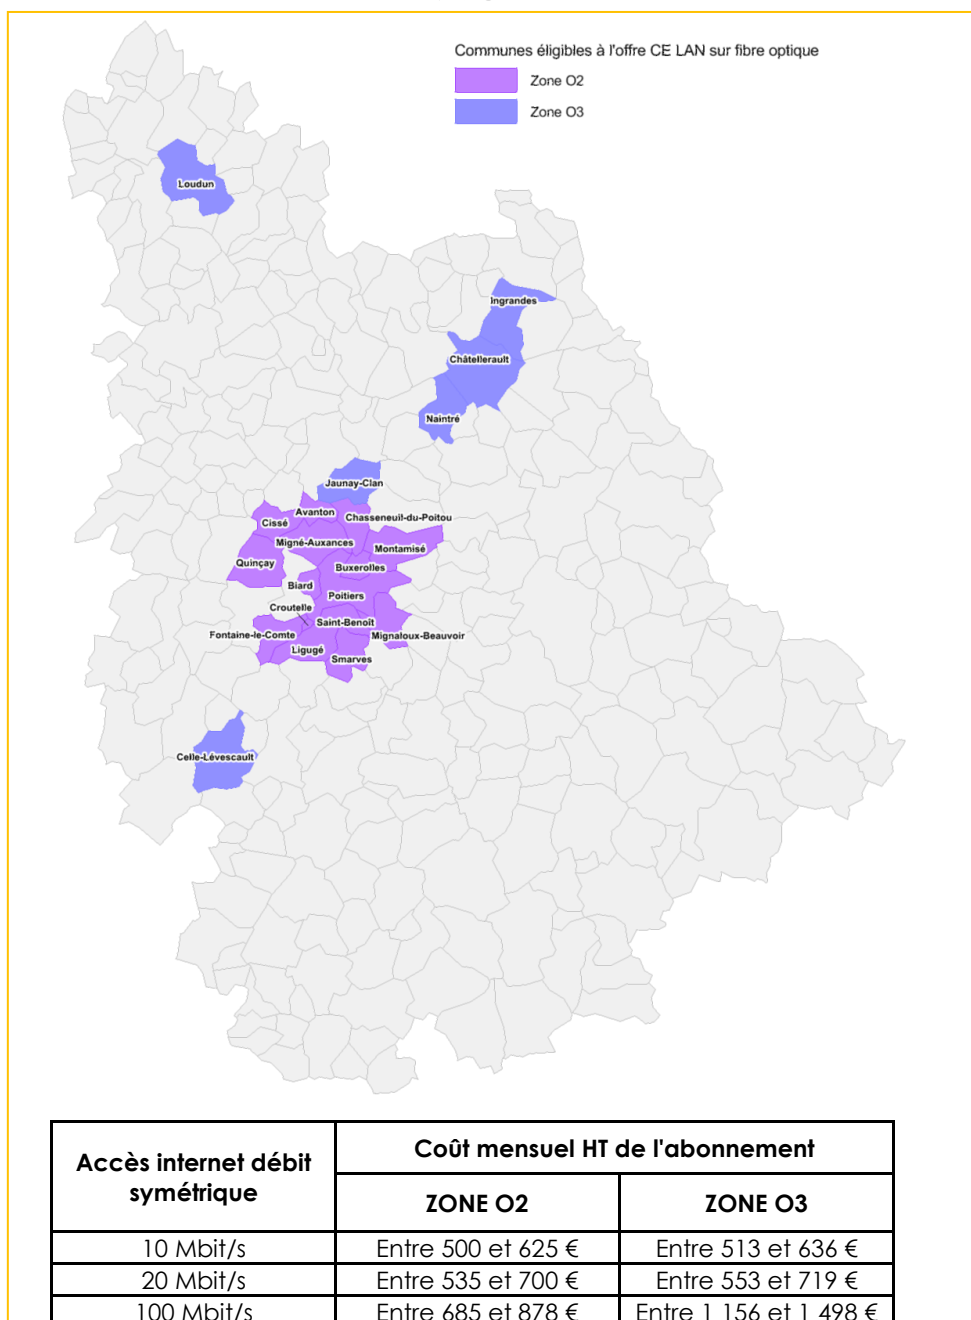 Communes éligibles à l'offre CE LAN sur fibre optique
Zone O2
Zone O3
Loudun
Ingrandes
Châtellerault
Naintré
Jaunay-Clan
Avanton
Chasseneuil-du-Poitou
Cissé
Migné-Auxances
Montamisé
Quinçay
Buxerolles
Biard
Poitiers
Croutelle
Saint-Benoît
Fontaine-le-Comte
Mignaloux-Beauvoir
Ligugé
Smarves
Celle-Lévescault
Accès internet débit symétrique
Coût mensuel HT de l'abonnement
ZONE O2
ZONE O3
10 Mbit/s
Entre 500 et 625 €
Entre 513 et 636 €
20 Mbit/s
Entre 535 et 700 €
Entre 553 et 719 €
100 Mbit/s
Entre 685 et 878 €
Entre 1 156 et 1 498 €